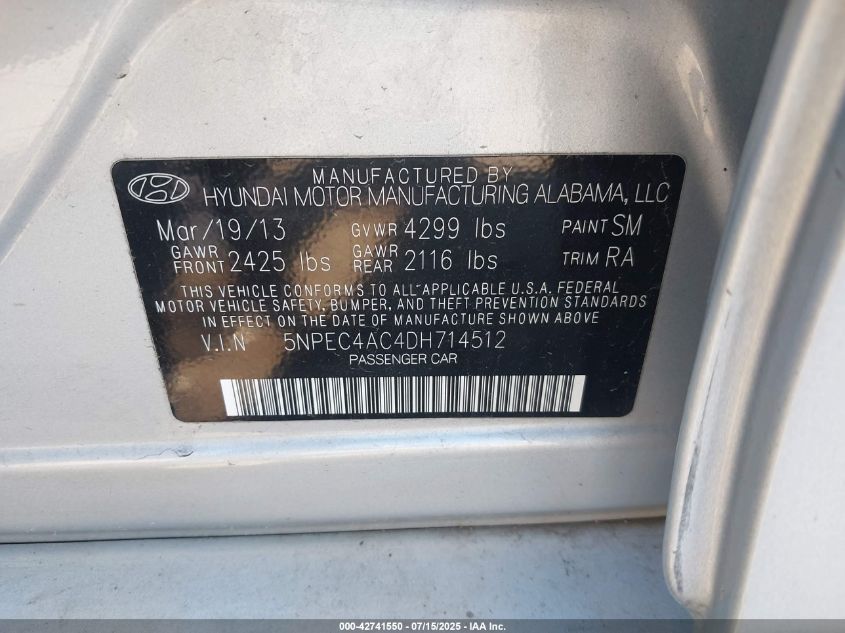 MANUFACTURED BY
HYUNDAI MOTOR MANUFACTURING ALABAMA, LLC
Mar/19/13 GVWR 4299 lbs PAINT SM
GAWR FRONT 2425 lbs GAWR REAR 2116 lbs TRIM RA
THIS VEHICLE CONFORMS TO ALL APPLICABLE U.S.A. FEDERAL
MOTOR VEHICLE SAFETY, BUMPER, AND THEFT PREVENTION STANDARDS
IN EFFECT ON THE DATE OF MANUFACTURE SHOWN ABOVE
V.I.N 5NPEC4AC4DH714512
PASSENGER CAR
000-42741550 - 07/15/2025 - IAA Inc.